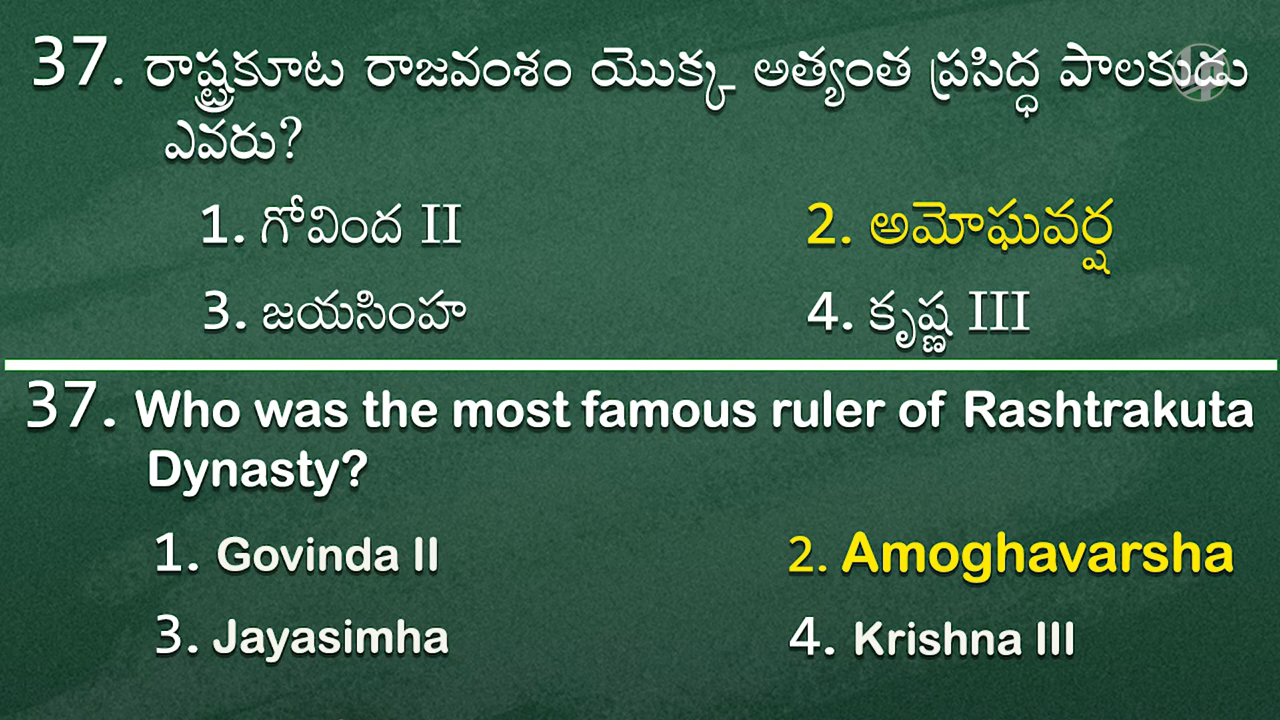 37. రాష్ట్రకూట రాజవంశం యొక్క అత్యంత ప్రసిద్ధ పాలకుడు
ఎవరు?
1. గోవింద II 2. అమోఘవర్ష
3. జయసింహ 4. కృష్ణ III
37. Who was the most famous ruler of Rashtrakuta
Dynasty?
1. Govinda II 2. Amoghavarsha
3. Jayasimha 4. Krishna III